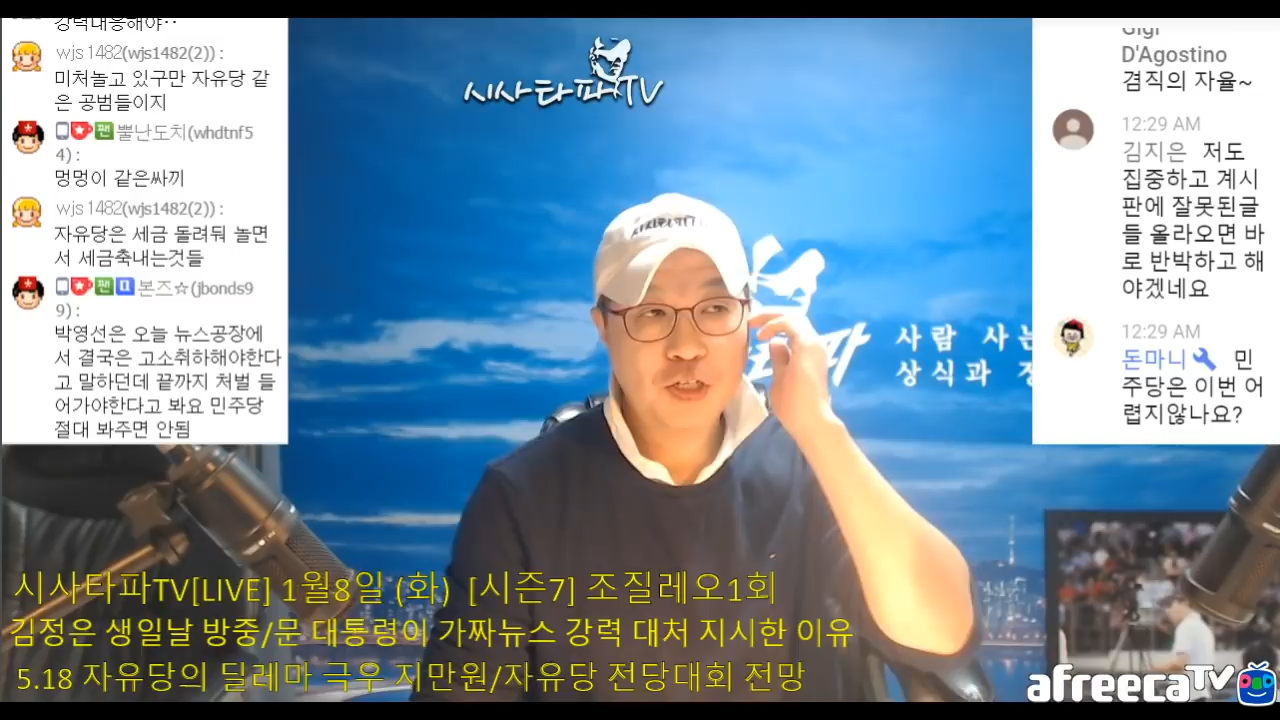 강력대응해야··
wjs1482(wjs1482(2)) :
미쳐놀고 있구만 자유당 같
은 공범들이지
팬 뿔난도치(whdtnf5
4) :
멍멍이 같은싸끼
wjs1482(wjs1482(2)) :
자유당은 세금 돌려둬 놀면
서 세금축내는것들
팬 본즈☆(jbonds9
9) :
박영선은 오늘 뉴스공장에
서 결국은 고소취하해야한다
고 말하던데 끝까지 처벌 들
어가야한다고 봐요 민주당
절대 봐주면 안됨
시사타파TV
사람 사는
상식과 정
Gigi
D'Agostino
겸직의 자율~
12:29 AM
김지은 저도
집중하고 계시
판에 잘못된글
들 올라오면 바
로 반박하고 해
야겠네요
12:29 AM
돈마니 민
주당은 이번 어
렵지않나요?
시사타파TV[LIVE] 1월8일 (화) [시즌7] 조질레오1회
김정은 생일날 방중/문 대통령이 가짜뉴스 강력 대처 지시한 이유
5.18 자유당의 딜레마 극우 지만원/자유당 전당대회 전망
afreecaTV